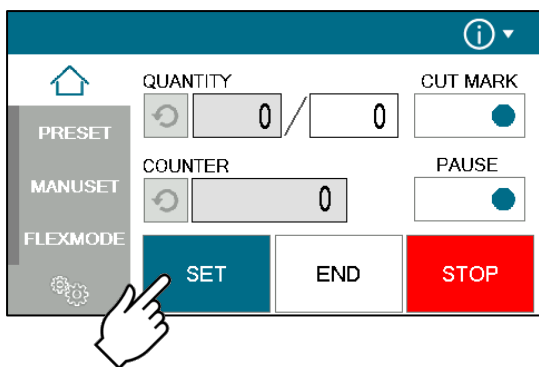 QUANTITY
CUT MARK
0 / 0
PRESET
COUNTER
PAUSE
MANUSET
0
FLEXMODE
SET
END
STOP